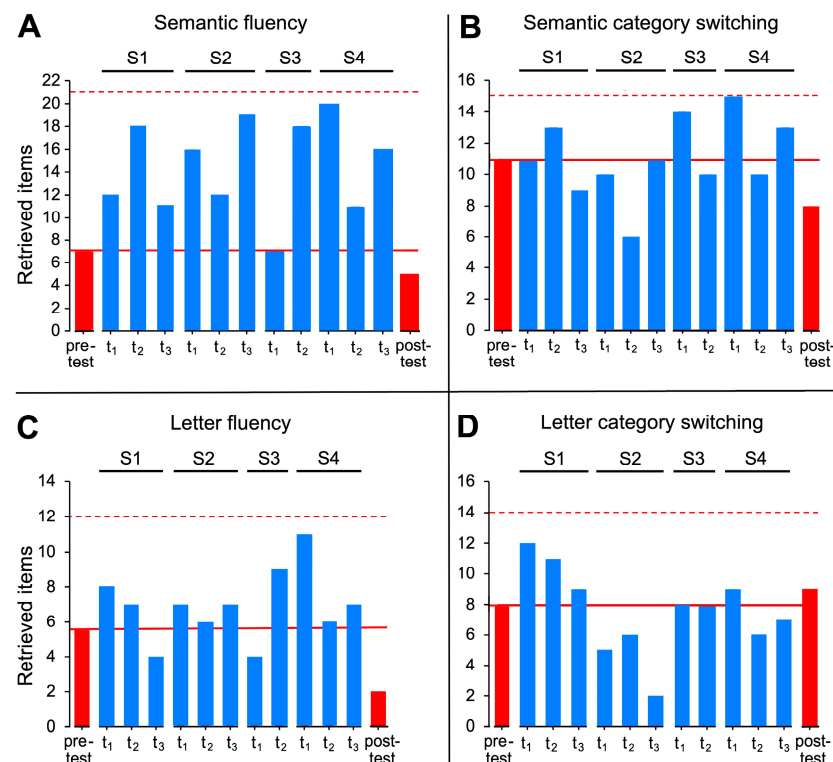 A
Semantic fluency
S1 S2 S3 S4
Retrieved items
22
20
18
16
14
12
10
8
6
4
2
0
pre-test t1 t2 t3 t1 t2 t3 t1 t2 t1 t2 t3 post-test
B
Semantic category switching
S1 S2 S3 S4
16
14
12
10
8
6
4
2
0
pre-test t1 t2 t3 t1 t2 t3 t1 t2 t1 t2 t3 post-test
C
Letter fluency
S1 S2 S3 S4
Retrieved items
14
12
10
8
6
4
2
0
pre-test t1 t2 t3 t1 t2 t3 t1 t2 t1 t2 t3 post-test
D
Letter category switching
S1 S2 S3 S4
16
14
12
10
8
6
4
2
0
pre-test t1 t2 t3 t1 t2 t3 t1 t2 t1 t2 t3 post-test